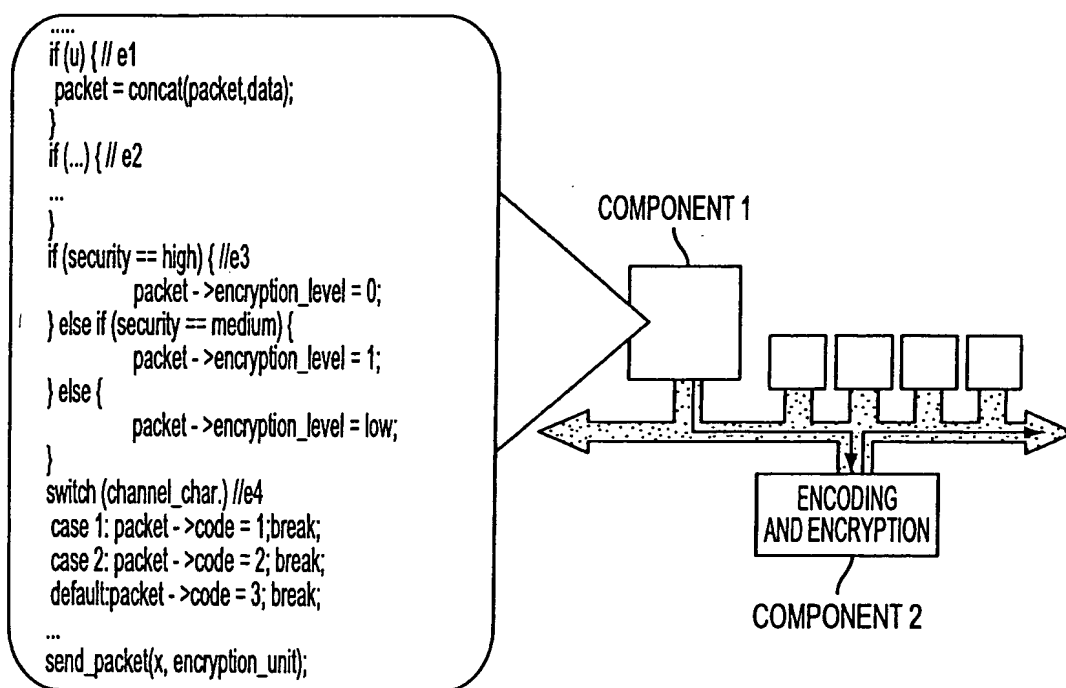 .....
if (u) { // e1
packet = concat(packet,data);
}
if (...) { // e2
...
}
if (security == high) { //e3
packet - >encryption_level = 0;
} else if (security == medium) {
packet - >encryption_level = 1;
} else {
packet - >encryption_level = low;
}
switch (channel_char.) //e4
case 1: packet - >code = 1;break;
case 2: packet - >code = 2; break;
default:packet - >code = 3; break;
...
send_packet(x, encryption_unit);
COMPONENT 1
ENCODING
AND ENCRYPTION
COMPONENT 2